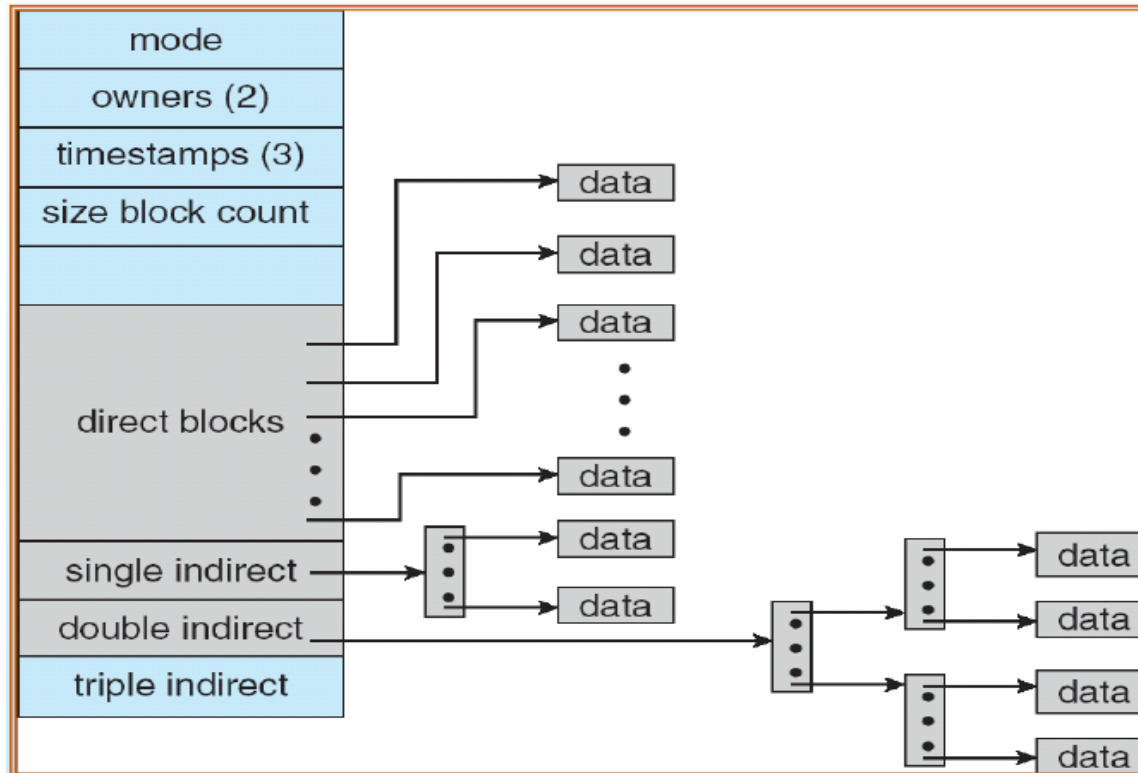 mode
owners (2)
timestamps (3)
size block count
direct blocks
single indirect
double indirect
triple indirect
data
data
data
data
data
data
data
data
data
data